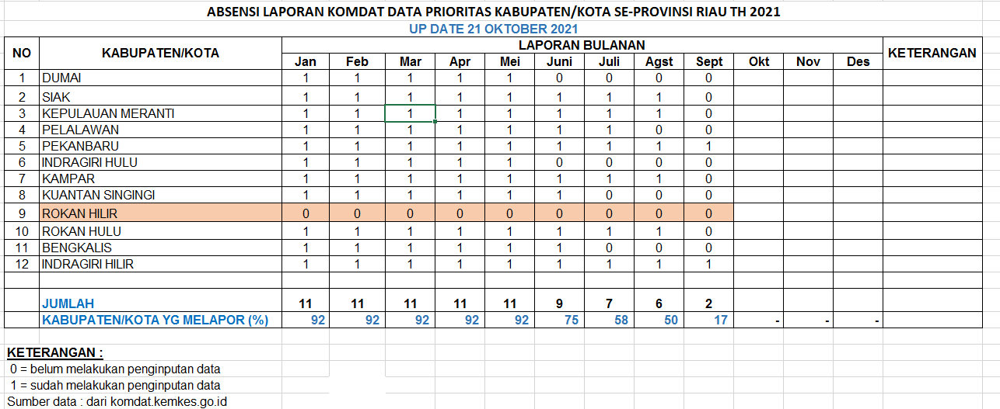 ABSENSI LAPORAN KOMDAT DATA PRIORITAS KABUPATEN/KOTA SE-PROVINSI RIAU TH 2021
UP DATE 21 OKTOBER 2021
NO KABUPATEN/KOTA LAPORAN BULANAN KETERANGAN
Jan Feb Mar Apr Mei Juni Juli Agst Sept Okt Nov Des
1 DUMAI 1 1 1 1 1 0 0 0 0
2 SIAK 1 1 1 1 1 1 1 1 0
3 KEPULAUAN MERANTI 1 1 1 1 1 1 1 1 0
4 PELALAWAN 1 1 1 1 1 1 1 0 0
5 PEKANBARU 1 1 1 1 1 1 1 1 1
6 INDRAGIRI HULU 1 1 1 1 1 0 0 0 0
7 KAMPAR 1 1 1 1 1 1 1 1 0
8 KUANTAN SINGINGI 1 1 1 1 1 1 0 0 0
9 ROKAN HILIR 0 0 0 0 0 0 0 0 0
10 ROKAN HULU 1 1 1 1 1 1 1 1 0
11 BENGKALIS 1 1 1 1 1 1 0 0 0
12 INDRAGIRI HILIR 1 1 1 1 1 1 1 1 1
JUMLAH 11 11 11 11 11 9 7 6 2
KABUPATEN/KOTA YG MELAPOR (%) 92 92 92 92 92 75 58 50 17 - - -
KETERANGAN :
0 = belum melakukan penginputan data
1 = sudah melakukan penginputan data
Sumber data : dari komdat.kemkes.go.id